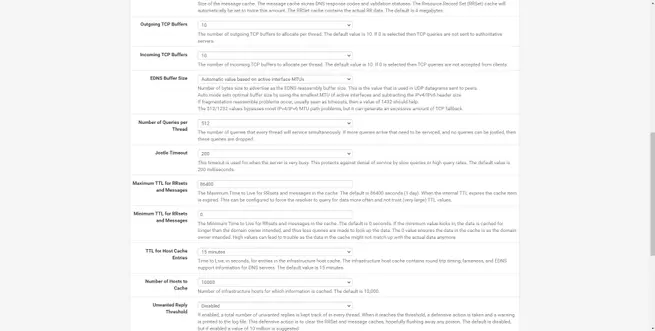 Size of the message cache. The message cache stores DNS response codes and validation statuses. The Resource Record Set (RRSet) cache will
automatically be set to twice this amount. The RRSet cache contains the actual RR data. The default is 4 megabytes.
Outgoing TCP Buffers
10
The number of outgoing TCP buffers to allocate per thread. The default value is 10. If 0 is selected then TCP queries are not sent to authoritative
servers.
Incoming TCP Buffers
10
The number of incoming TCP buffers to allocate per thread. The default value is 10. If 0 is selected then TCP queries are not accepted from clients.
EDNS Buffer Size
Automatic value based on active interface MTUs
Number of bytes size to advertise as the EDNS reassembly buffer size. This is the value that is used in UDP datagrams sent to peers.
Auto mode sets optimal buffer size by using the smallest MTU of active interfaces and subtracting the IPv4/IPv6 header size.
If fragmentation reassemble problems occur, usually seen as timeouts, then a value of 1432 should help.
The 512/1232 values bypasses most IPv4/IPv6 MTU path problems, but it can generate an excessive amount of TCP fallback.
Number of Queries per
Thread
512
The number of queries that every thread will service simultaneously. If more queries arrive that need to be serviced, and no queries can be jostled, then
these queries are dropped.
Jostle Timeout
200
This timeout is used for when the server is very busy. This protects against denial of service by slow queries or high query rates. The default value is
200 milliseconds.
Maximum TTL for RRsets
and Messages
86400
The Maximum Time to Live for RRsets and messages in the cache. The default is 86400 seconds (1 day). When the internal TTL expires the cache item
is expired. This can be configured to force the resolver to query for data more often and not trust (very large) TTL values.
Minimum TTL for RRsets
and Messages
0
The Minimum Time to Live for RRsets and messages in the cache. The default is 0 seconds. If the minimum value kicks in, the data is cached for
longer than the domain owner intended, and thus less queries are made to look up the data. The 0 value ensures the data in the cache is as the domain
owner intended. High values can lead to trouble as the data in the cache might not match up with the actual data anymore.
TTL for Host Cache
Entries
15 minutes
Time to Live, in seconds, for entries in the infrastructure host cache. The infrastructure host cache contains round trip timing, lameness, and EDNS
support information for DNS servers. The default value is 15 minutes.
Number of Hosts to
Cache
10000
Number of infrastructure hosts for which information is cached. The default is 10,000.
Unwanted Reply
Threshold
Disabled
If enabled, a total number of unwanted replies is kept track of in every thread. When it reaches the threshold, a defensive action is taken and a warning
is printed to the log file. This defensive action is to clear the RRSet and message caches, hopefully flushing away any poison. The default is disabled,
but if enabled a value of 10 million is suggested.